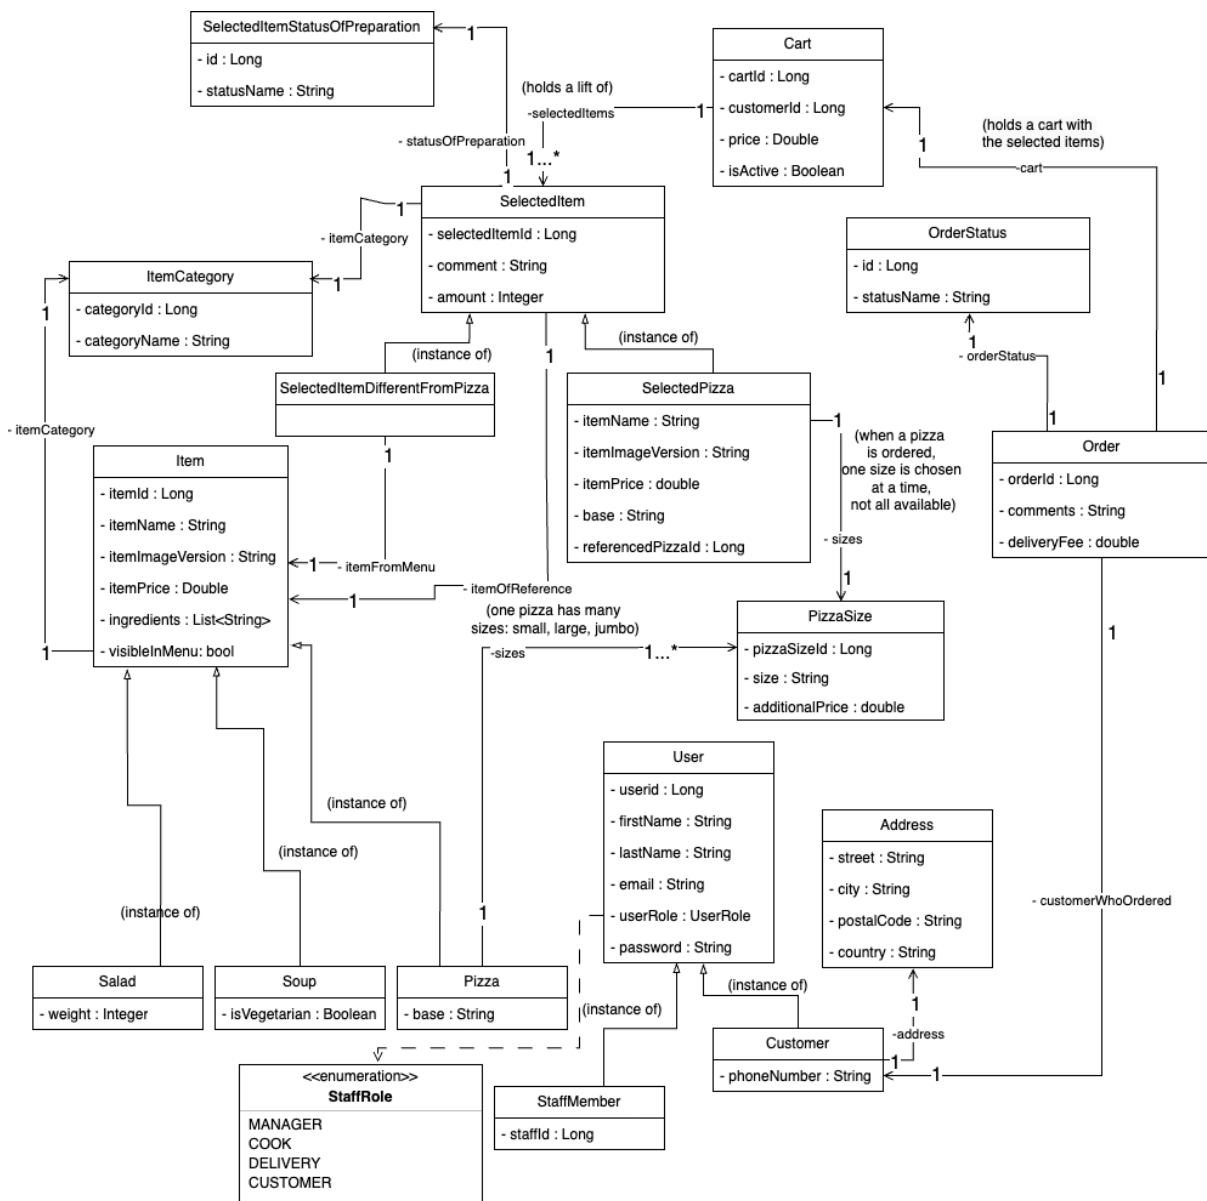 SelectedItemStatusOfPreparation
- id : Long
- statusName : String
1
1
- statusOfPreparation
Cart
- cartId : Long
- customerId : Long
- price : Double
- isActive : Boolean
(holds a lift of)
-selectedItems
1
1...*
(holds a cart with
the selected items)
1
-cart
1
SelectedItem
- selectedItemId : Long
- comment : String
- amount : Integer
1
- itemCategory
1
ItemCategory
- categoryId : Long
- categoryName : String
1
- itemCategory
1
OrderStatus
- id : Long
- statusName : String
1
- orderStatus
1
(instance of)
1
(instance of)
SelectedItemDifferentFromPizza
1
1
- itemFromMenu
SelectedPizza
- itemName : String
- itemImageVersion : String
- itemPrice : double
- base : String
- referencedPizzaId : Long
1
(when a pizza
is ordered,
one size is chosen
at a time,
not all available)
- sizes
1
Order
- orderId : Long
- comments : String
- deliveryFee : double
1
Item
- itemId : Long
- itemName : String
- itemImageVersion : String
- itemPrice : Double
- ingredients : List<String>
- visibleInMenu: bool
1
- itemOfReference
(one pizza has many
sizes: small, large, jumbo)
-sizes
1...*
1
PizzaSize
- pizzaSizeId : Long
- size : String
- additionalPrice : double
User
- userid : Long
- firstName : String
- lastName : String
- email : String
- userRole : UserRole
- password : String
Address
- street : String
- city : String
- postalCode : String
- country : String
- customerWhoOrdered
(instance of)
(instance of)
(instance of)
Salad
- weight : Integer
Soup
- isVegetarian : Boolean
Pizza
- base : String
(instance of)
(instance of)
1
-address
1
1
Customer
- phoneNumber : String
<<enumeration>>
StaffRole
MANAGER
COOK
DELIVERY
CUSTOMER
StaffMember
- staffId : Long